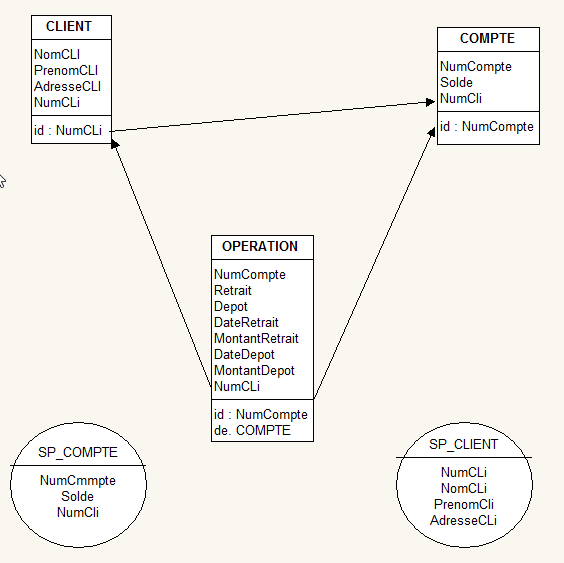 CLIENT
NomCLI
PrenomCLI
AdresseCLI
NumCLi
id : NumCLi
COMPTE
NumCompte
Solde
NumCli
id : NumCompte
OPERATION
NumCompte
Retrait
Depot
DateRetrait
MontantRetrait
DateDepot
MontantDepot
NumCLi
id : NumCompte
de. COMPTE
SP_COMPTE
NumCmmpte
Solde
NumCli
SP_CLIENT
NumCLi
NomCLi
PrenomCli
AdresseCLi